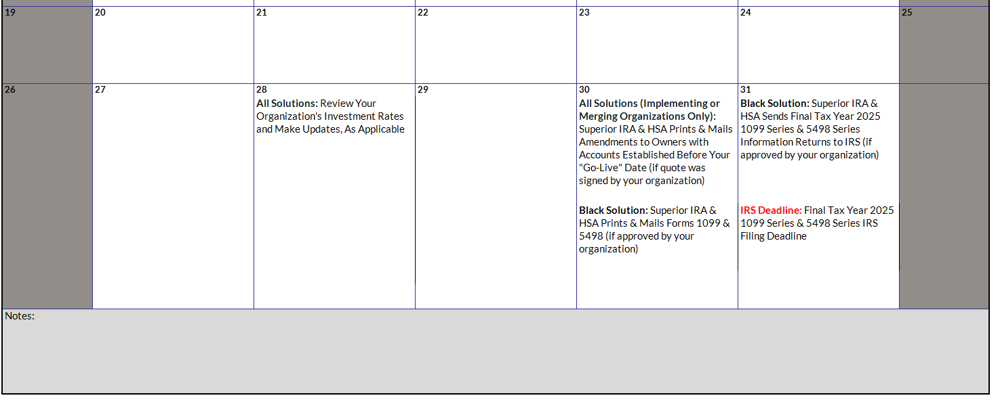 19
20
21
22
23
24
25
26
27
28
All Solutions: Review Your
Organization's Investment Rates
and Make Updates, As Applicable
29
30
All Solutions (Implementing or
Merging Organizations Only):
Superior IRA & HSA Prints & Mails
Amendments to Owners with
Accounts Established Before Your
"Go-Live" Date (if quote was
signed by your organization)
Black Solution: Superior IRA &
HSA Prints & Mails Forms 1099 &
5498 (if approved by your
organization)
31
Black Solution: Superior IRA &
HSA Sends Final Tax Year 2025
1099 Series & 5498 Series
Information Returns to IRS (if
approved by your organization)
IRS Deadline: Final Tax Year 2025
1099 Series & 5498 Series IRS
Filing Deadline
Notes: